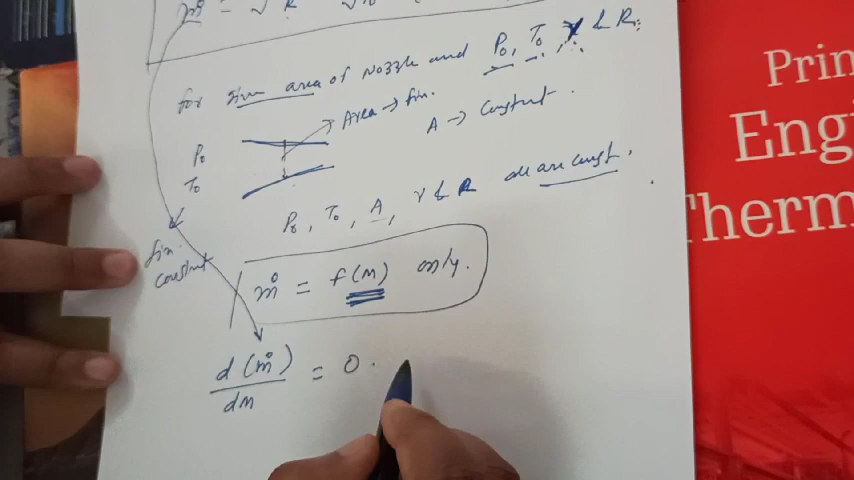 ṁ = √ R
for given area of Nozzle and P₀, T₀, γ & R.
Area → fix.
A → Constant.
P₀
T₀
P₀, T₀, A, γ & R all are const.
fix.
constant
ṁ = f(M) only.
d(ṁ)/dM = 0.
Prin
Engi
Therm